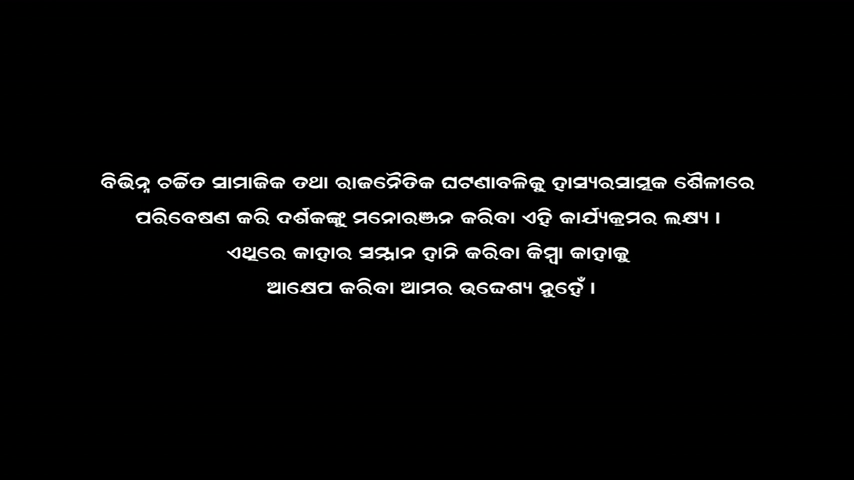 ବିଭିନ୍ନ ଚର୍ଚ୍ଚିତ ସାମାଜିକ ତଥା ରାଜନୈତିକ ଘଟଣାବଳିକୁ ହାସ୍ୟରସାତ୍ମକ ଶୈଳୀରେ
ପରିବେଷଣ କରି ଦର୍ଶକଙ୍କୁ ମନୋରଞ୍ଜନ କରିବା ଏହି କାର୍ଯ୍ୟକ୍ରମର ଲକ୍ଷ୍ୟ ।
ଏଥିରେ କାହାର ସମ୍ମାନ ହାନି କରିବା କିମ୍ବା କାହାକୁ
ଆକ୍ଷେପ କରିବା ଆମର ଉଦ୍ଦେଶ୍ୟ ନୁହେଁ ।